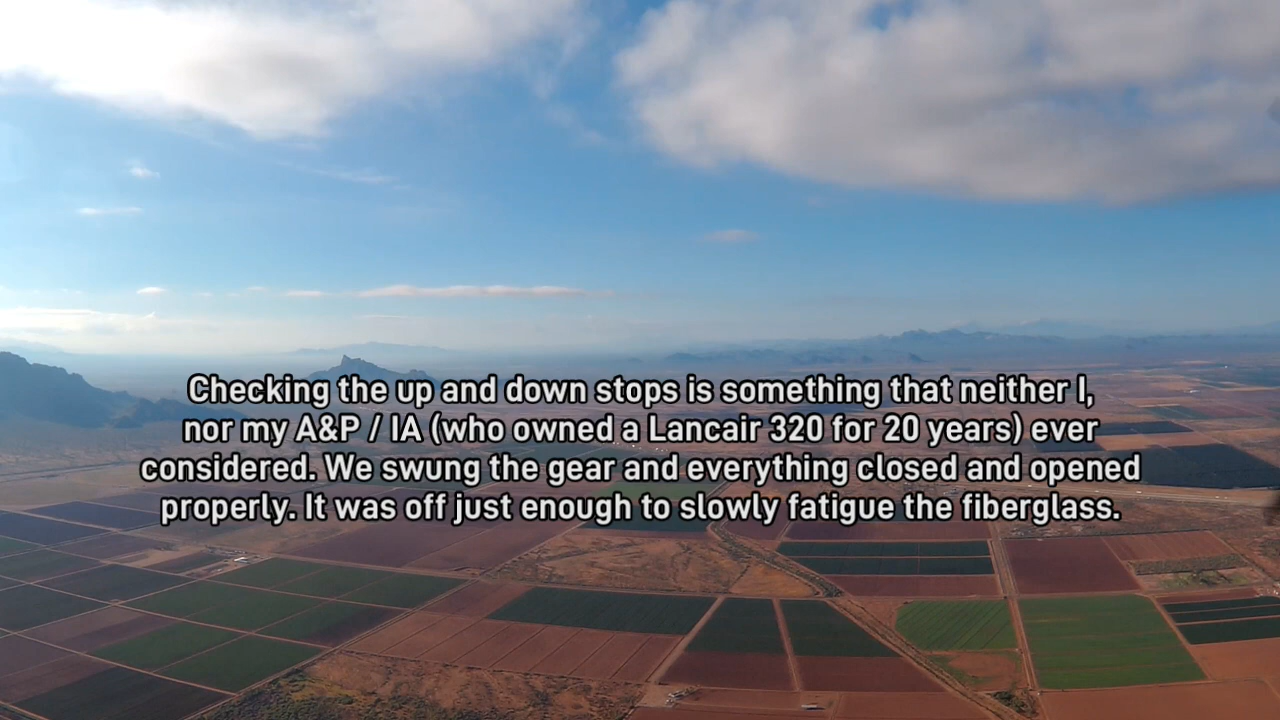 Checking the up and down stops is something that neither I,
nor my A&P / IA (who owned a Lancair 320 for 20 years) ever
considered. We swung the gear and everything closed and opened
properly. It was off just enough to slowly fatigue the fiberglass.